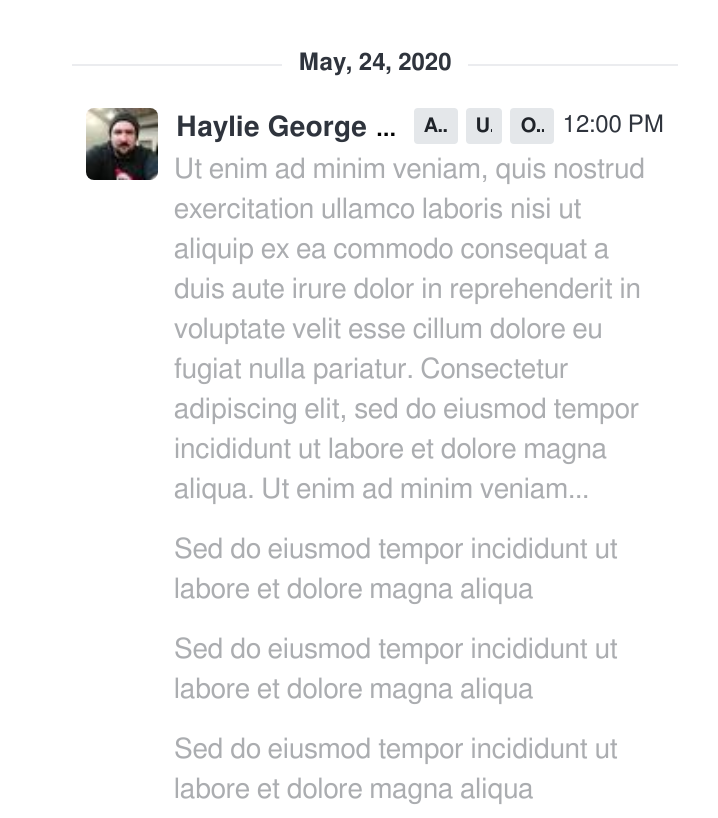 May, 24, 2020
Haylie George ... A.. U. O.. 12:00 PM
Ut enim ad minim veniam, quis nostrud
exercitation ullamco laboris nisi ut
aliquip ex ea commodo consequat a
duis aute irure dolor in reprehenderit in
voluptate velit esse cillum dolore eu
fugiat nulla pariatur. Consectetur
adipiscing elit, sed do eiusmod tempor
incididunt ut labore et dolore magna
aliqua. Ut enim ad minim veniam...
Sed do eiusmod tempor incididunt ut
labore et dolore magna aliqua
Sed do eiusmod tempor incididunt ut
labore et dolore magna aliqua
Sed do eiusmod tempor incididunt ut
labore et dolore magna aliqua